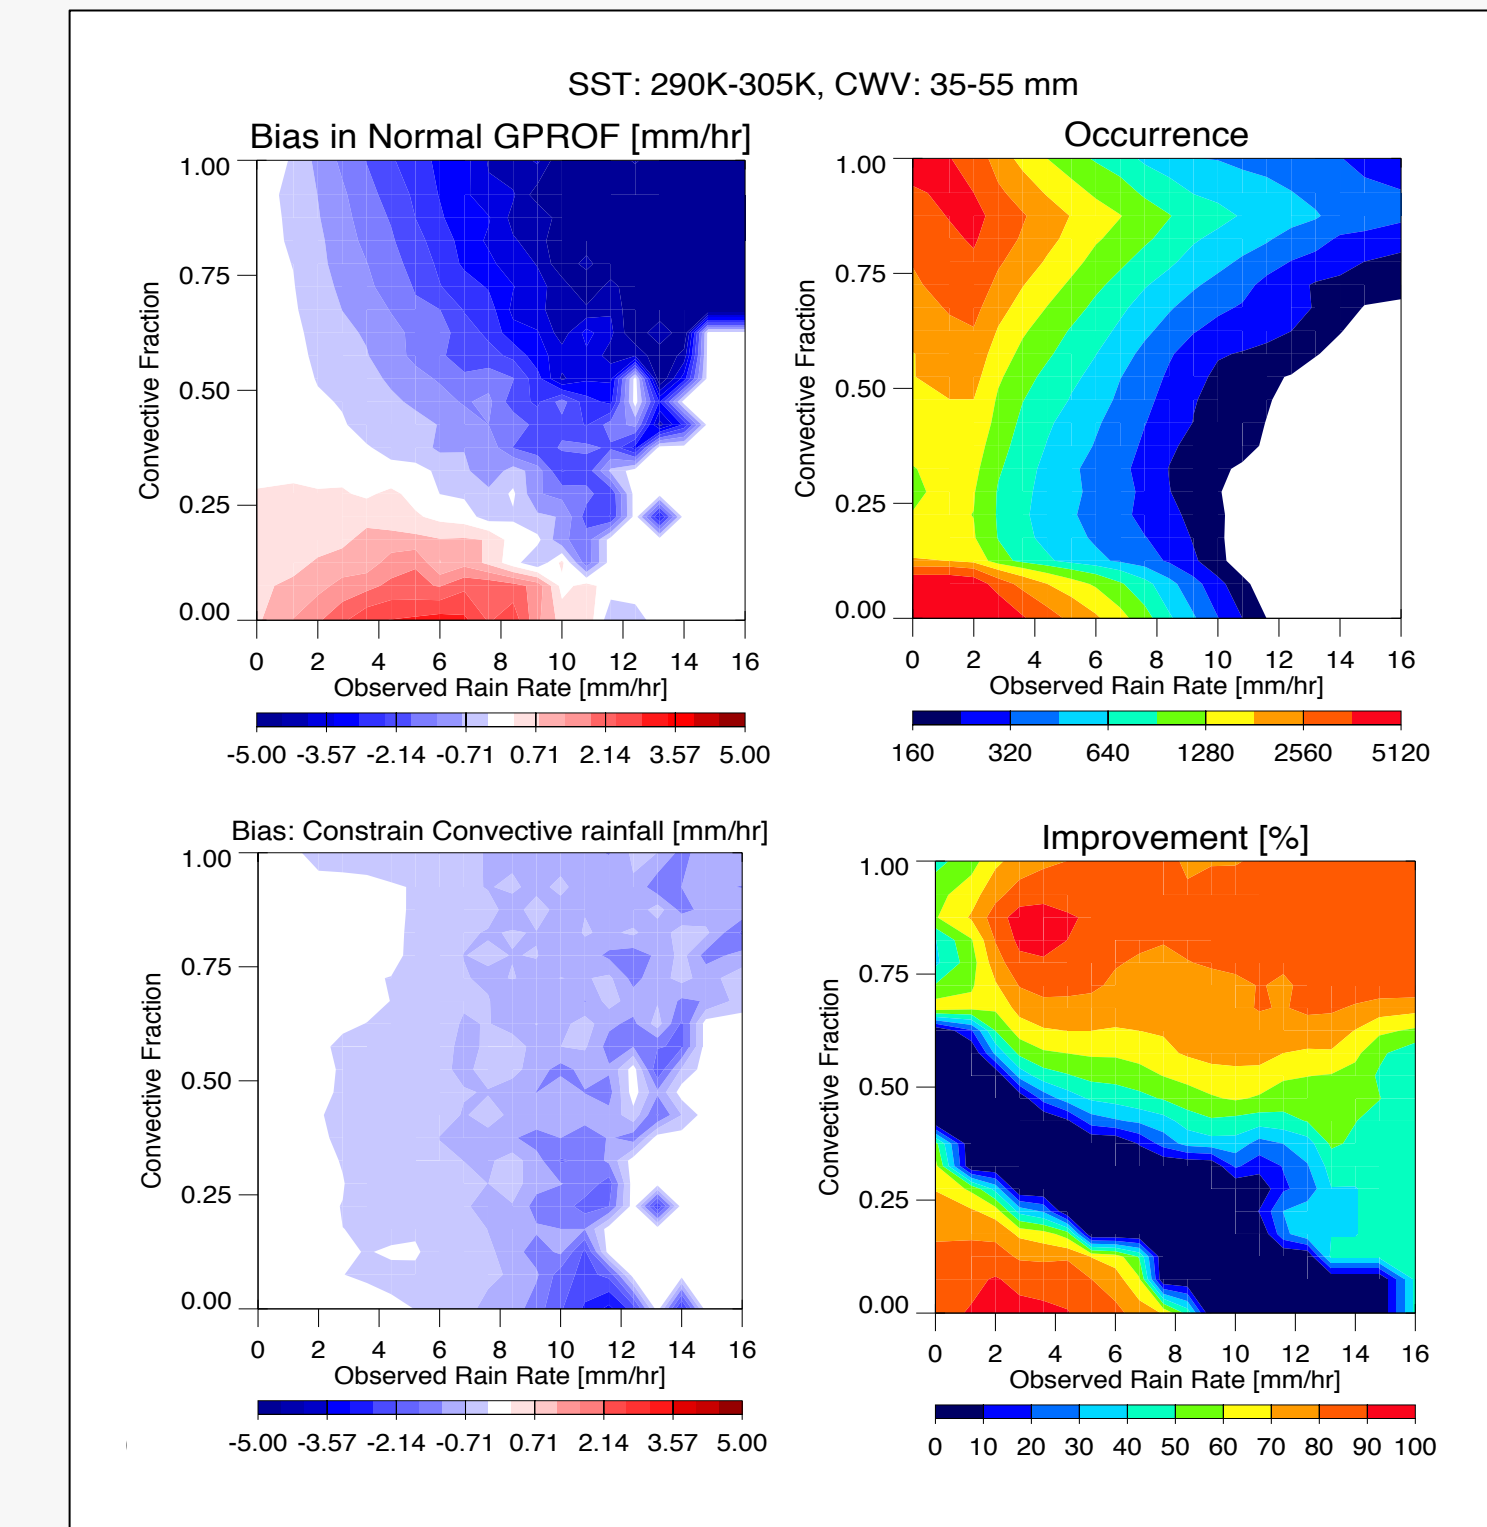 SST: 290K-305K, CWV: 35-55 mm
Bias in Normal GPROF [mm/hr]
Convective Fraction
1.00
0.75
0.50
0.25
0.00
0 2 4 6 8 10 12 14 16
Observed Rain Rate [mm/hr]
-5.00 -3.57 -2.14 -0.71 0.71 2.14 3.57 5.00
Occurrence
Convective Fraction
1.00
0.75
0.50
0.25
0.00
0 2 4 6 8 10 12 14 16
Observed Rain Rate [mm/hr]
160 320 640 1280 2560 5120
Bias: Constrain Convective rainfall [mm/hr]
Convective Fraction
1.00
0.75
0.50
0.25
0.00
0 2 4 6 8 10 12 14 16
Observed Rain Rate [mm/hr]
-5.00 -3.57 -2.14 -0.71 0.71 2.14 3.57 5.00
Improvement [%]
Convective Fraction
1.00
0.75
0.50
0.25
0.00
0 2 4 6 8 10 12 14 16
Observed Rain Rate [mm/hr]
0 10 20 30 40 50 60 70 80 90 100